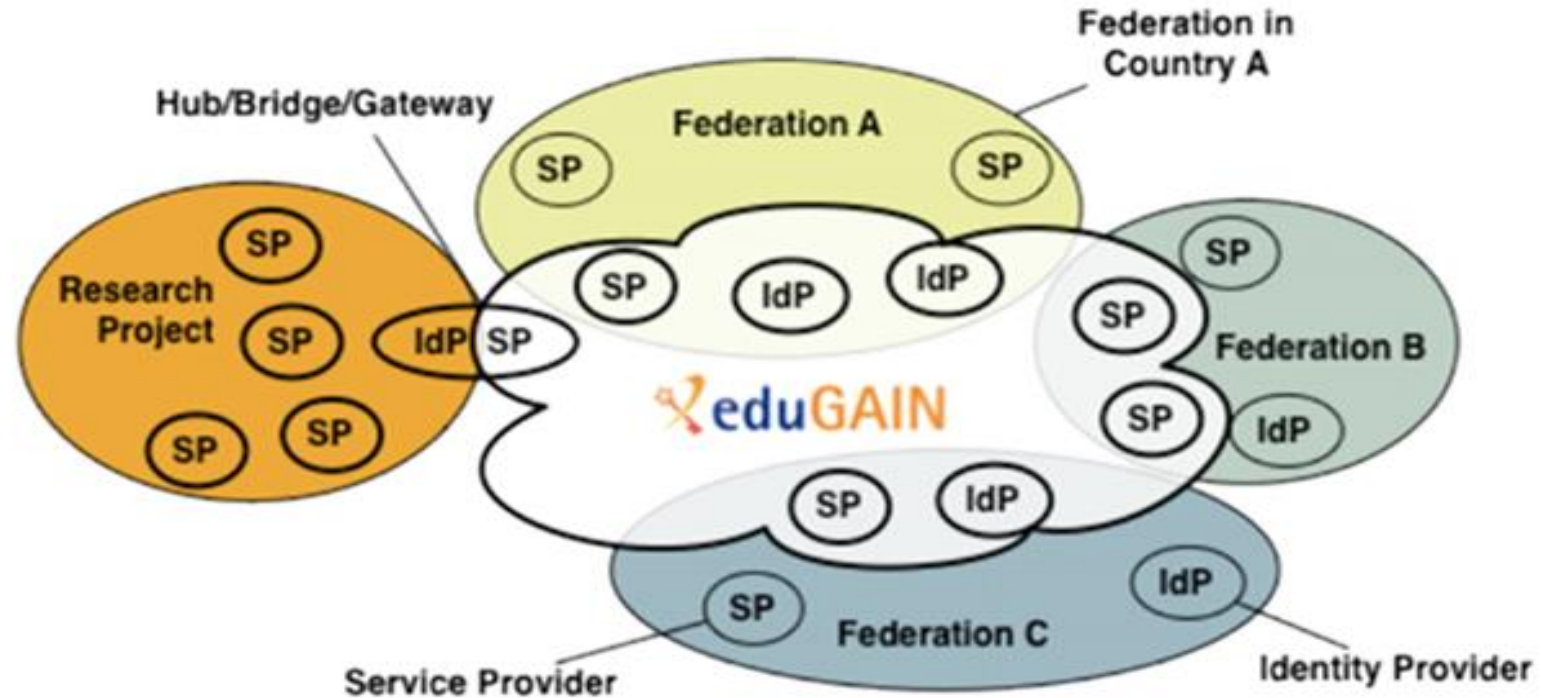 Federation in
Country A
Hub/Bridge/Gateway
Federation A
SP
SP
SP
IdP
IdP
SP
Research
Project
SP
SP
IdP
SP
SP
SP
SP
SP
Federation B
SP
IdP
eduGAIN
SP
IdP
SP
IdP
Federation C
Service Provider
Identity Provider